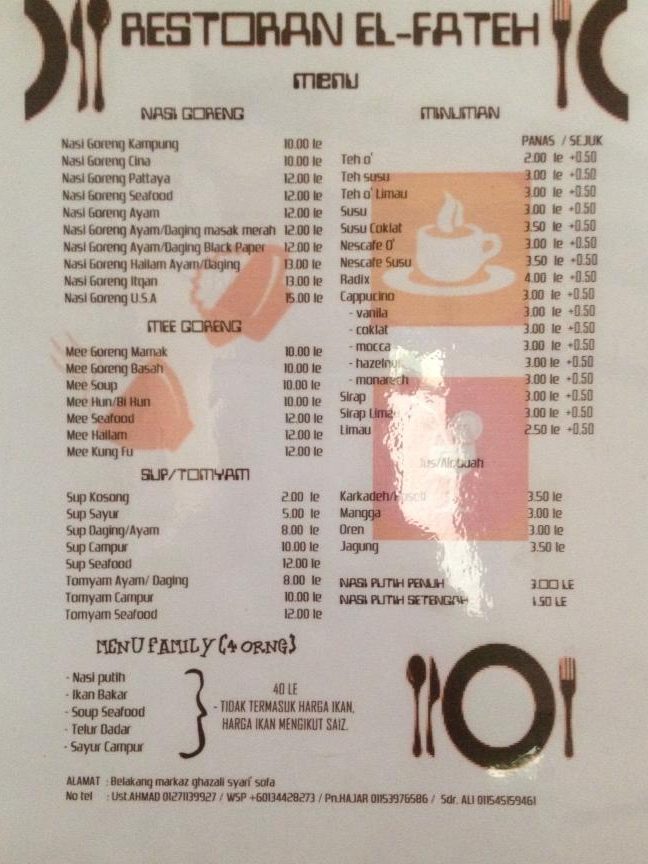 RESTORAN EL-FATEH
MENU
NASI GORENG
Nasi Goreng Kampung 10.00 le
Nasi Goreng Cina 10.00 le
Nasi Goreng Pattaya 12.00 le
Nasi Goreng Seafood 12.00 le
Nasi Goreng Ayam 12.00 le
Nasi Goreng Ayam/Daging masak merah 12.00 le
Nasi Goreng Ayam/Daging Black Paper 12.00 le
Nasi Goreng Hailam Ayam/Daging 13.00 le
Nasi Goreng Itqan 13.00 le
Nasi Goreng U.S.A 15.00 le
MEE GORENG
Mee Goreng Mamak 10.00 le
Mee Goreng Basah 10.00 le
Mee Soup 10.00 le
Mee Hun/Bi Hun 10.00 le
Mee Seafood 12.00 le
Mee Hailam 12.00 le
Mee Kung Fu 12.00 le
SUP/TOMYAM
Sup Kosong 2.00 le
Sup Sayur 5.00 le
Sup Daging/Ayam 8.00 le
Sup Campur 10.00 le
Sup Seafood 12.00 le
Tomyam Ayam/ Daging 8.00 le
Tomyam Campur 10.00 le
Tomyam Seafood 12.00 le
MINUMAN
PANAS / SEJUK
Teh o' 2.00 le +0.50
Teh susu 3.00 le +0.50
Teh o' Limau 3.00 le +0.50
Susu 3.00 le +0.50
Susu Coklat 3.50 le +0.50
Nescafe O' 3.00 le +0.50
Nescafe Susu 3.50 le +0.50
Radix 4.00 le +0.50
Cappucino 3.00 le +0.50
- vanila 3.00 le +0.50
- coklat 3.00 le +0.50
- mocca 3.00 le +0.50
- hazelnut 3.00 le +0.50
- monarech 3.00 le +0.50
Sirap 3.00 le +0.50
Sirap Limau 3.00 le +0.50
Limau 2.50 le +0.50
Jus/Air buah
Karkadeh/ 3.50 le
Mangga 3.00 le
Oren 3.00 le
Jagung 3.50 le
NASI PUTIH PENUH 3.00 LE
NASI PUTIH SETENGAH 1.50 LE
MENU FAMILY (4 ORNG)
- Nasi putih
- Ikan Bakar
- Soup Seafood
- Telur Dadar
- Sayur Campur
40 LE
- TIDAK TERMASUK HARGA IKAN,
HARGA IKAN MENGIKUT SAIZ.
ALAMAT : Belakang markaz ghazali syari' sofa
No tel : Ust.AHMAD 01271139927 / WSP +60134428273 / Pn.HAJAR 01153976586 / Sdr. ALI 011545159461